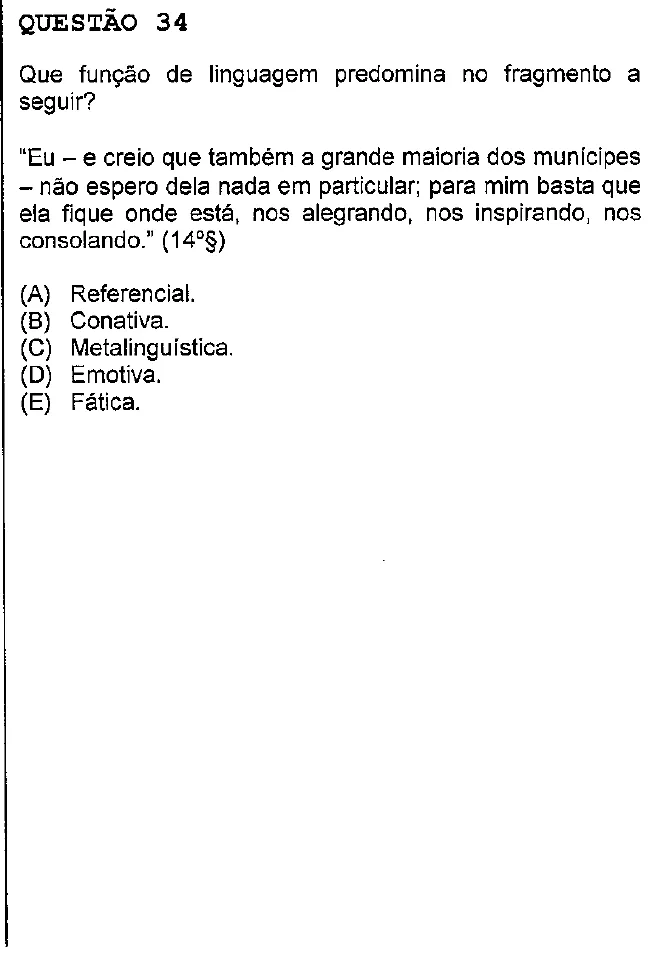 QUESTÃO 34
Que função de linguagem predomina no fragmento a
seguir?
"Eu – e creio que também a grande maioria dos munícipes
– não espero dela nada em particular; para mim basta que
ela fique onde está, nos alegrando, nos inspirando, nos
consolando." (14º§)
(A) Referencial.
(B) Conativa.
(C) Metalinguística.
(D) Emotiva.
(E) Fática.